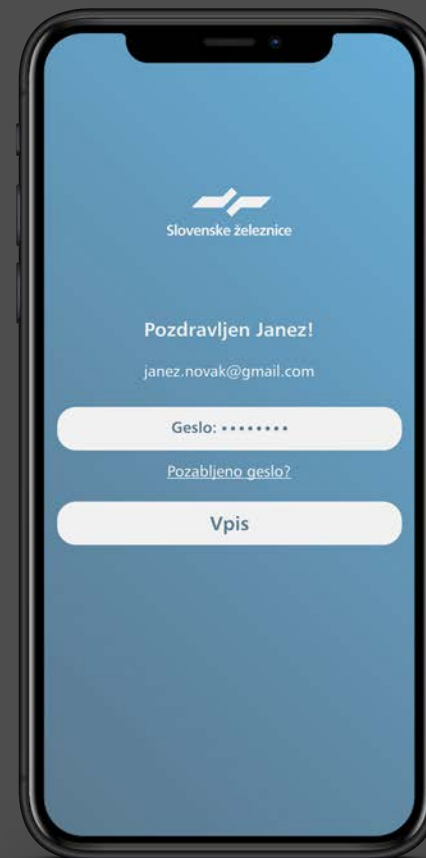 Slovenske železnice
Pozdravljen Janez!
janez.novak@gmail.com
Geslo: ••••••••
Pozabljeno geslo?
Vpis